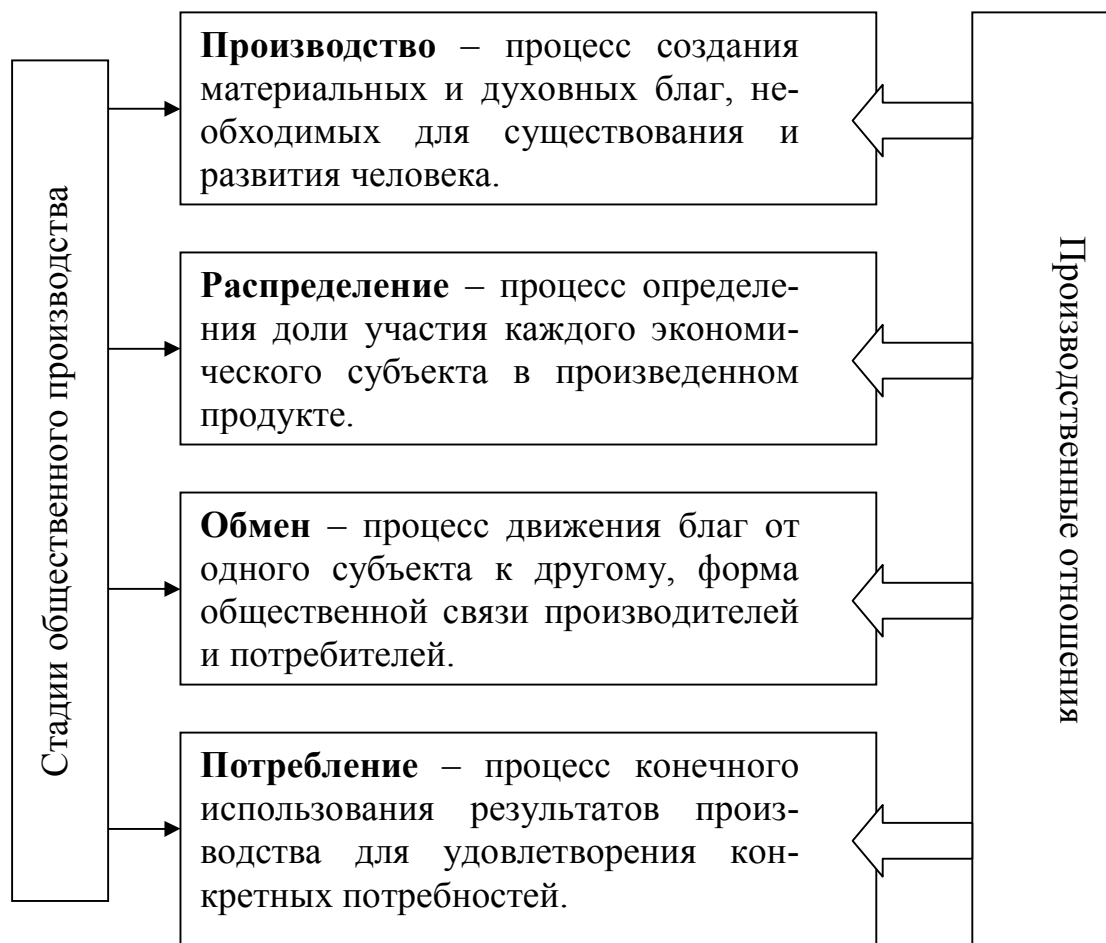 Стадии общественного производства
Производство – процесс создания
материальных и духовных благ, не-
обходимых для существования и
развития человека.
Распределение – процесс определе-
ния доли участия каждого экономи-
ческого субъекта в произведенном
продукте.
Обмен – процесс движения благ от
одного субъекта к другому, форма
общественной связи производителей
и потребителей.
Потребление – процесс конечного
использования результатов произ-
водства для удовлетворения кон-
кретных потребностей.
Производственные отношения